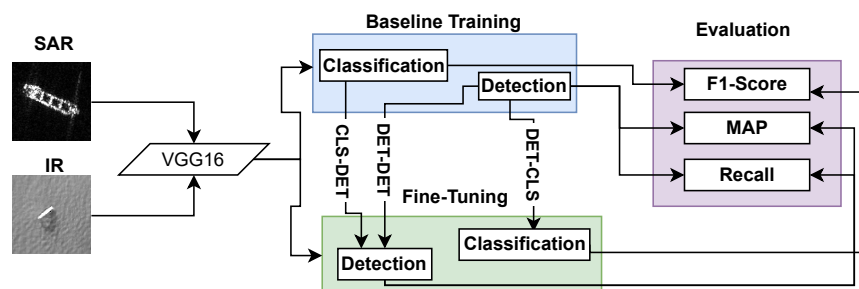 Baseline Training
Evaluation
SAR
Classification
F1-Score
Detection
VGG16
CLS-DET
DET-DET
DET-CLS
MAP
IR
Recall
Fine-Tuning
Classification
Detection